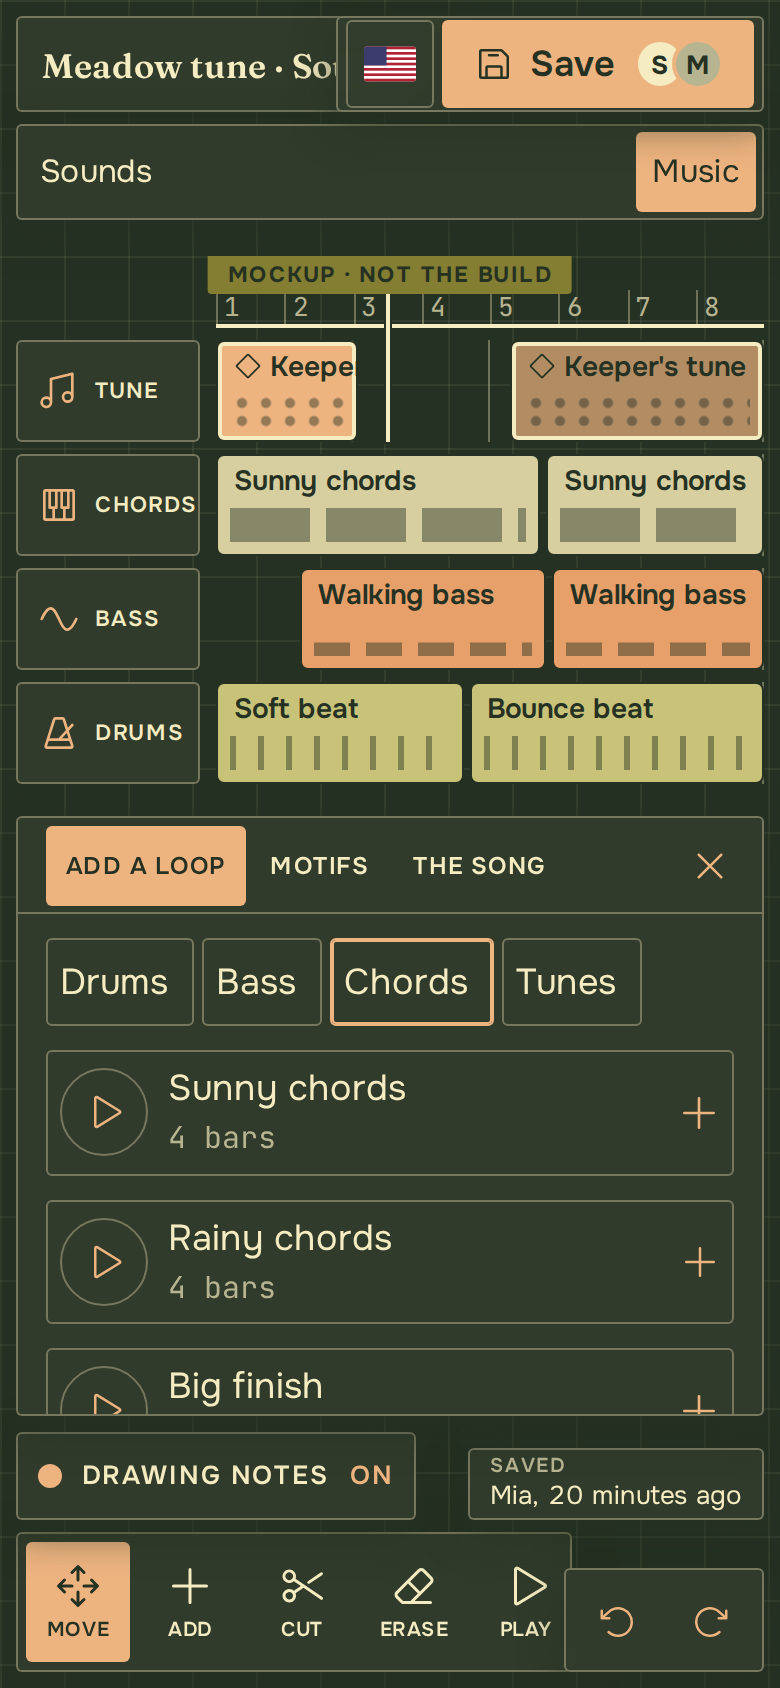 Meadow tune · Sou
Save S M
Sounds Music
MOCKUP · NOT THE BUILD
1 2 3 4 5 6 7 8
TUNE
Keepe
Keeper's tune
CHORDS
Sunny chords
Sunny chords
BASS
Walking bass
Walking bass
DRUMS
Soft beat
Bounce beat
ADD A LOOP MOTIFS THE SONG
Drums Bass Chords Tunes
Sunny chords
4 bars
Rainy chords
4 bars
Big finish
DRAWING NOTES ON
SAVED
Mia, 20 minutes ago
MOVE ADD CUT ERASE PLAY